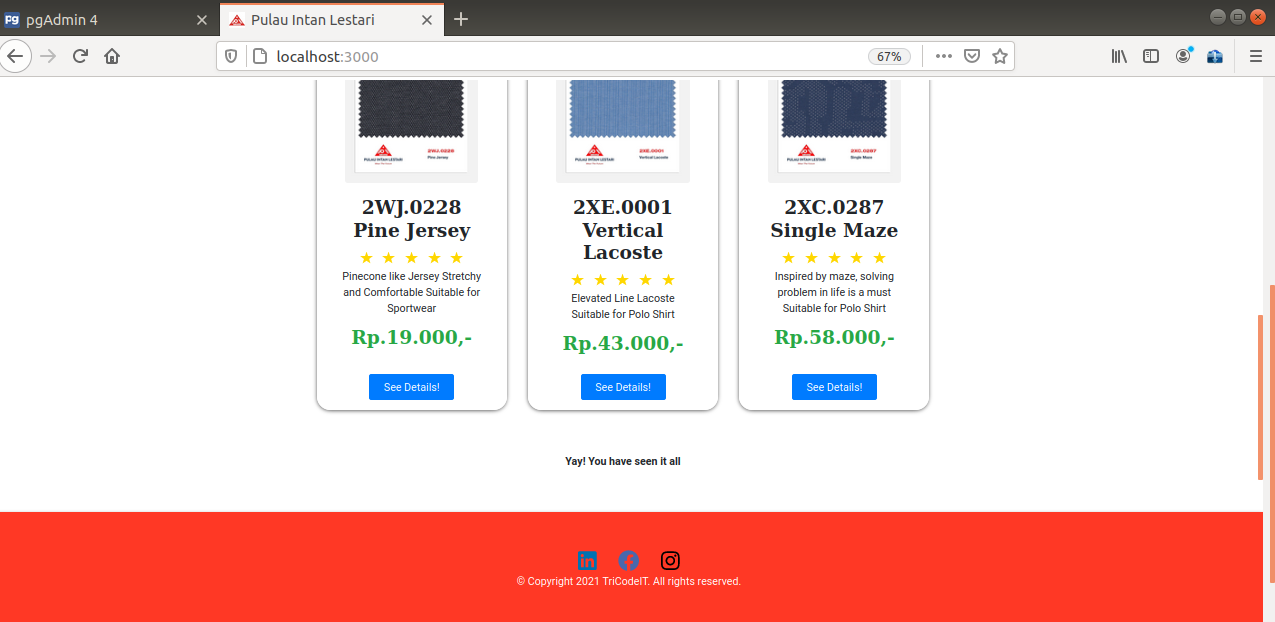 pgAdmin 4
Pulau Intan Lestari
localhost:3000
67%
2WJ.0228
Pine Jersey
PULAU INTAN LESTARI
2XE.0001
Vertical Lacoste
PULAU INTAN LESTARI
2XC.0287
Single Maze
PULAU INTAN LESTARI
2WJ.0228
Pine Jersey
★ ★ ★ ★ ★
Pinecone like Jersey Stretchy
and Comfortable Suitable for
Sportwear
Rp.19.000,-
See Details!
2XE.0001
Vertical
Lacoste
★ ★ ★ ★ ★
Elevated Line Lacoste
Suitable for Polo Shirt
Rp.43.000,-
See Details!
2XC.0287
Single Maze
★ ★ ★ ★ ★
Inspired by maze, solving
problem in life is a must
Suitable for Polo Shirt
Rp.58.000,-
See Details!
Yay! You have seen it all
© Copyright 2021 TriCodeIT. All rights reserved.